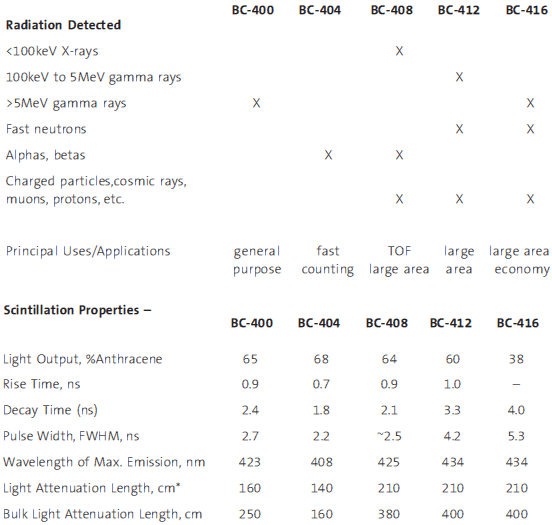 Radiation Detected BC-400 BC-404 BC-408 BC-412 BC-416
<100keV X-rays X
100keV to 5MeV gamma rays X
>5MeV gamma rays X X
Fast neutrons X X
Alphas, betas X X
Charged particles,cosmic rays,
muons, protons, etc. X X X
Principal Uses/Applications general fast TOF large large area
purpose counting large area area economy
Scintillation Properties –
BC-400 BC-404 BC-408 BC-412 BC-416
Light Output, %Anthracene 65 68 64 60 38
Rise Time, ns 0.9 0.7 0.9 1.0 –
Decay Time (ns) 2.4 1.8 2.1 3.3 4.0
Pulse Width, FWHM, ns 2.7 2.2 ~2.5 4.2 5.3
Wavelength of Max. Emission, nm 423 408 425 434 434
Light Attenuation Length, cm* 160 140 210 210 210
Bulk Light Attenuation Length, cm 250 160 380 400 400